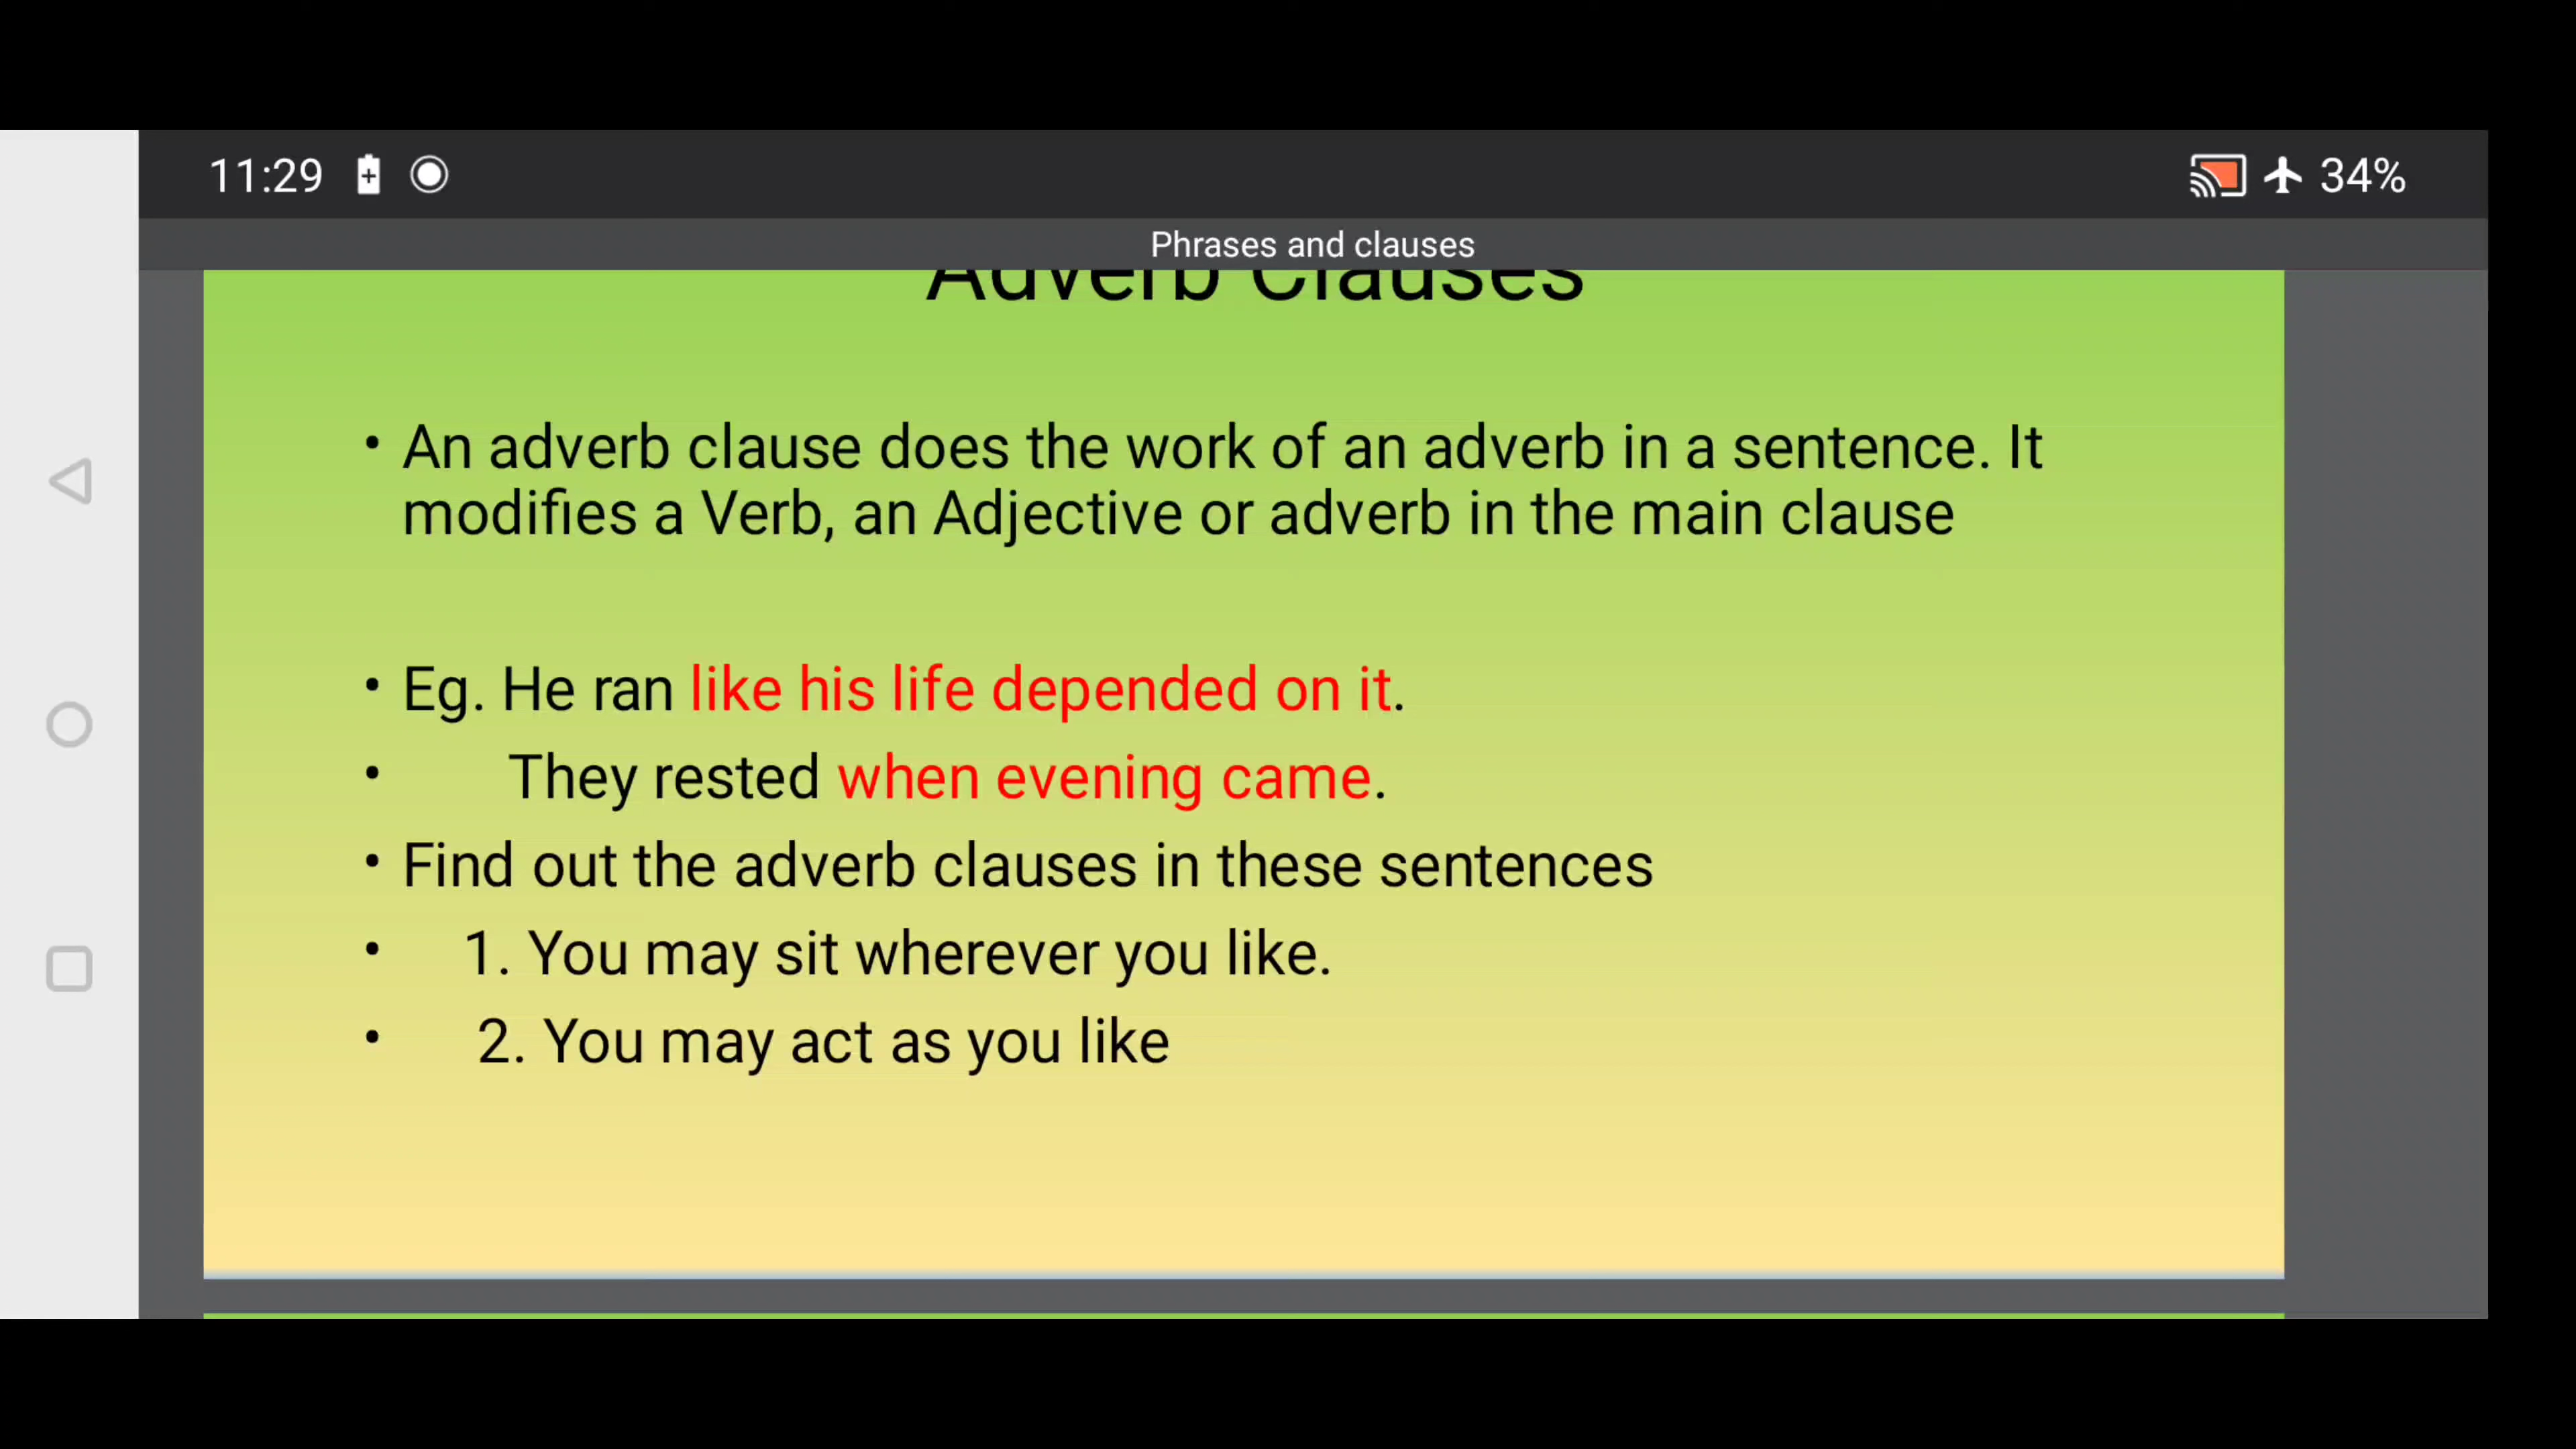 11:29
34%
Phrases and clauses
Adverb Clauses
• An adverb clause does the work of an adverb in a sentence. It
modifies a Verb, an Adjective or adverb in the main clause
• Eg. He ran like his life depended on it.
• They rested when evening came.
• Find out the adverb clauses in these sentences
• 1. You may sit wherever you like.
• 2. You may act as you like